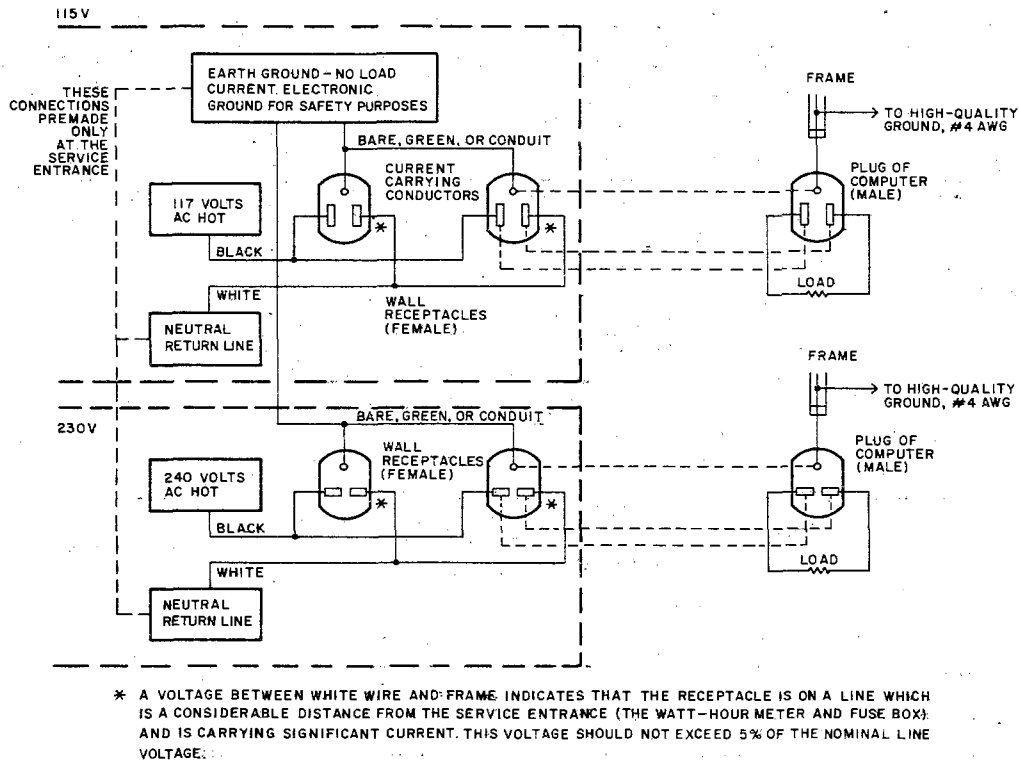 115V
EARTH GROUND – NO LOAD
CURRENT. ELECTRONIC
GROUND FOR SAFETY PURPOSES
THESE
CONNECTIONS
PREMADE
ONLY
AT THE
SERVICE
ENTRANCE
BARE, GREEN, OR CONDUIT
117 VOLTS
AC HOT
CURRENT
CARRYING
CONDUCTORS
*
*
BLACK
WHITE
NEUTRAL
RETURN LINE
WALL
RECEPTACLES
(FEMALE)
FRAME
TO HIGH-QUALITY
GROUND, #4 AWG
PLUG OF
COMPUTER
(MALE)
LOAD
230V
BARE, GREEN, OR CONDUIT
240 VOLTS
AC HOT
WALL
RECEPTACLES
(FEMALE)
*
*
BLACK
WHITE
NEUTRAL
RETURN LINE
FRAME
TO HIGH-QUALITY
GROUND, #4 AWG
PLUG OF
COMPUTER
(MALE)
LOAD
* A VOLTAGE BETWEEN WHITE WIRE AND FRAME INDICATES THAT THE RECEPTACLE IS ON A LINE WHICH
IS A CONSIDERABLE DISTANCE FROM THE SERVICE ENTRANCE (THE WATT-HOUR METER AND FUSE BOX)
AND IS CARRYING SIGNIFICANT CURRENT. THIS VOLTAGE SHOULD NOT EXCEED 5% OF THE NOMINAL LINE
VOLTAGE.